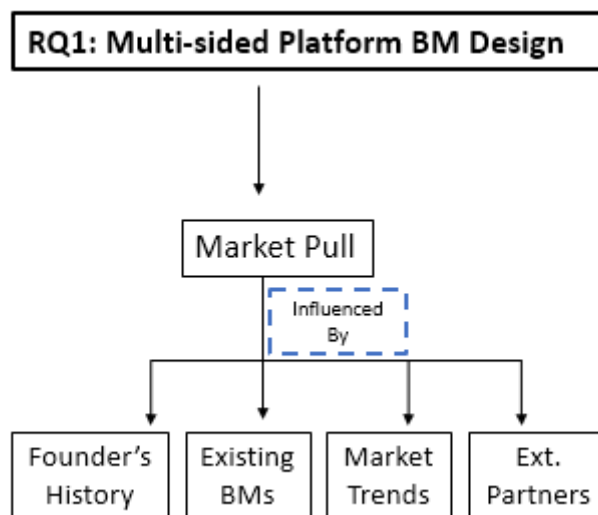 RQ1: Multi-sided Platform BM Design
Market Pull
Influenced
By
Founder's
History
Existing
BMs
Market
Trends
Ext.
Partners